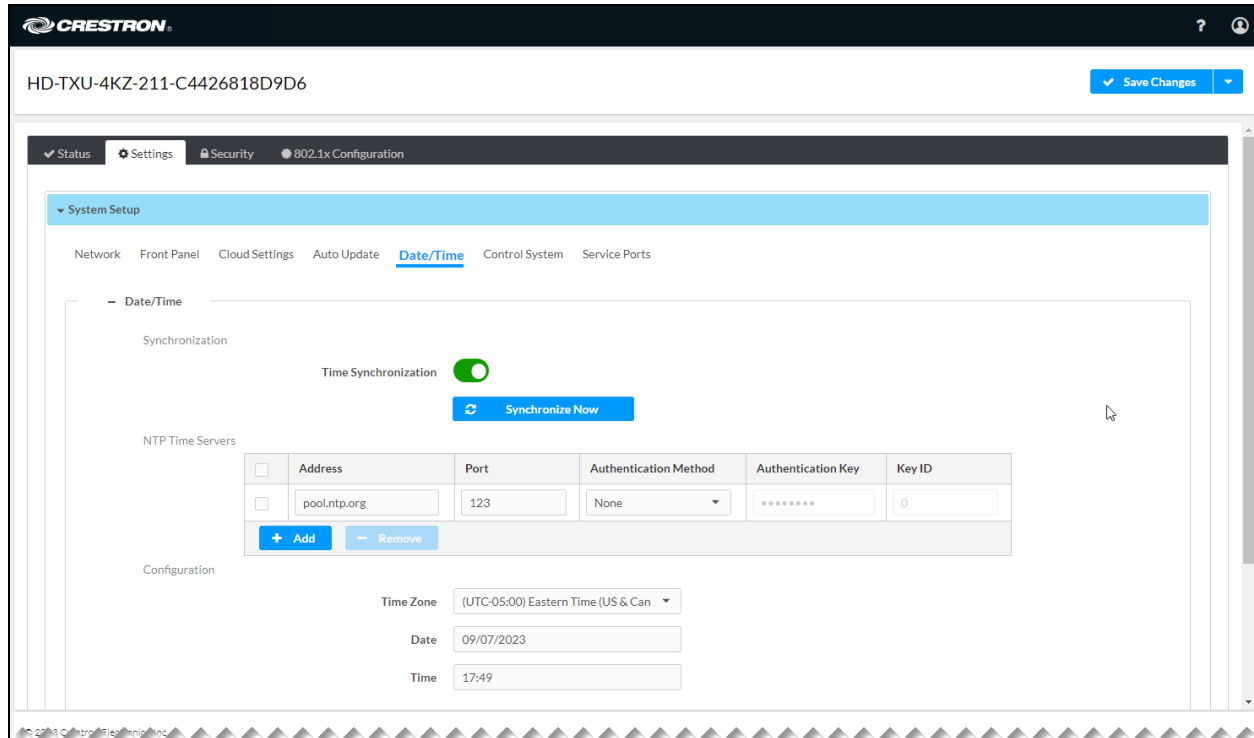 CRESTRON®
?
HD-TXU-4KZ-211-C4426818D9D6
Save Changes
Status Settings Security 802.1x Configuration
System Setup
Network Front Panel Cloud Settings Auto Update Date/Time Control System Service Ports
Date/Time
Synchronization
Time Synchronization
Synchronize Now
NTP Time Servers
Address Port Authentication Method Authentication Key Key ID
pool.ntp.org 123 None •••••••• 0
+ Add − Remove
Configuration
Time Zone (UTC-05:00) Eastern Time (US & Can
Date 09/07/2023
Time 17:49